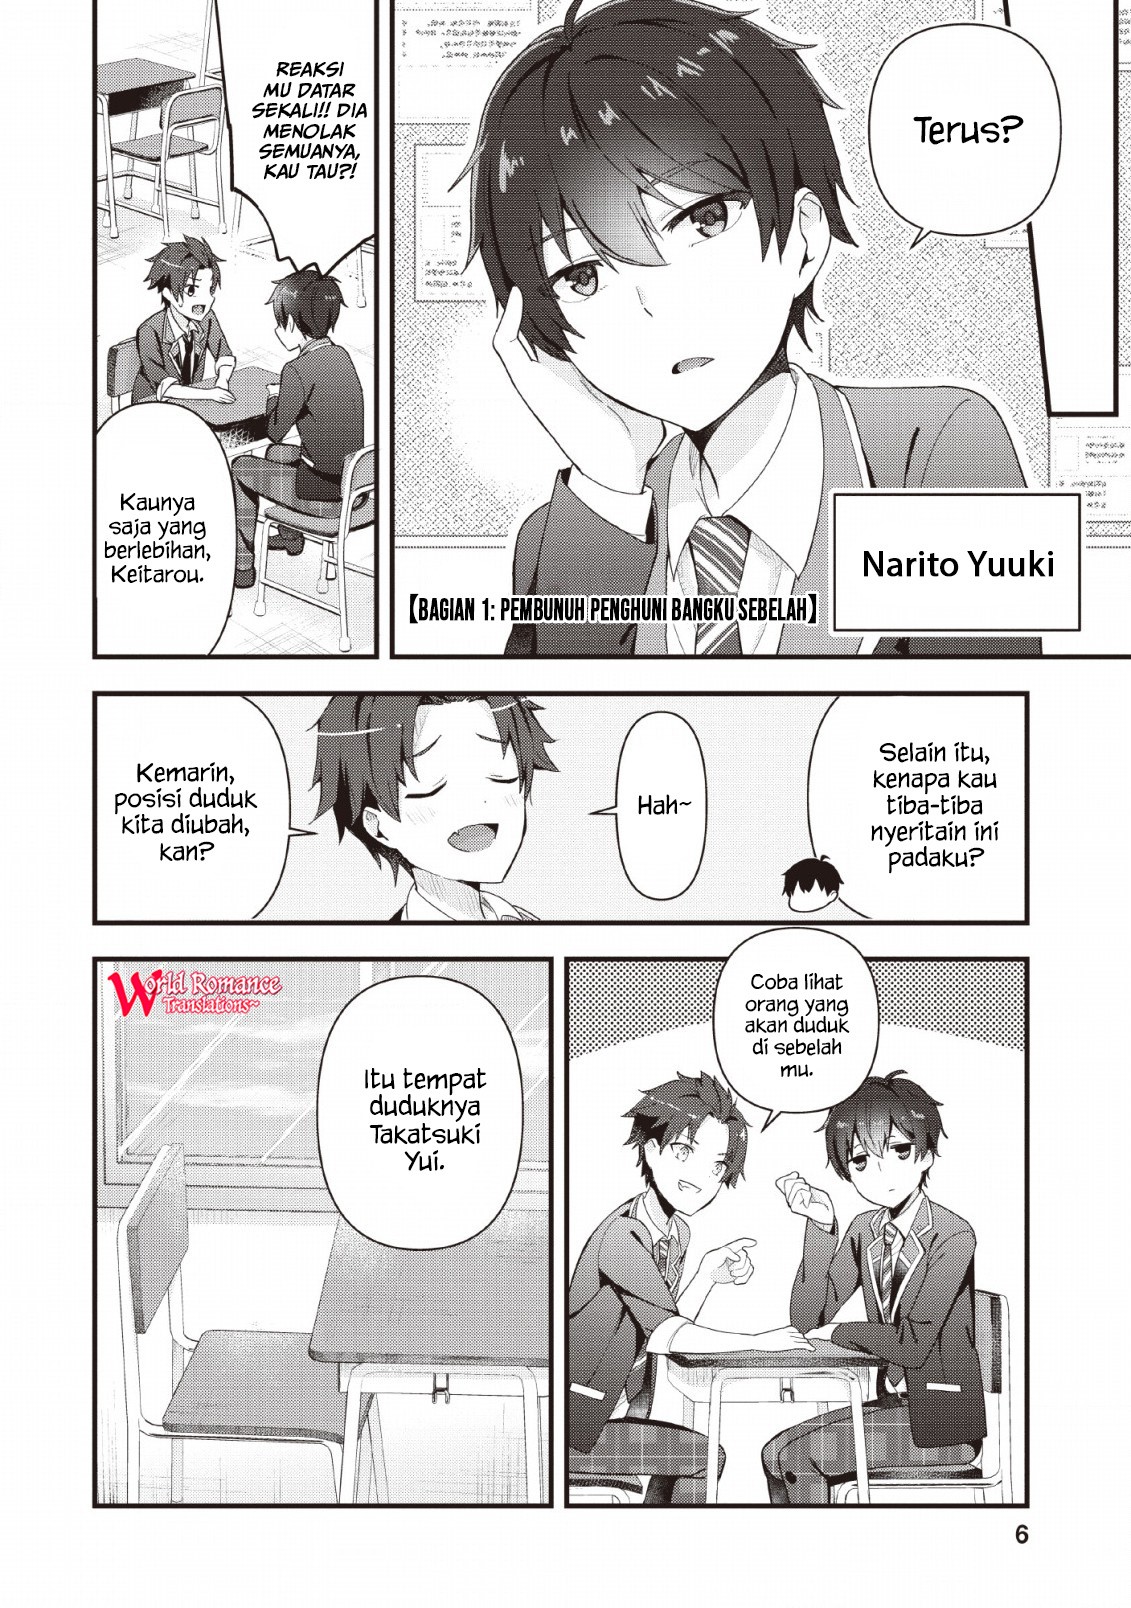 Terus?
Narito Yuuki
【BAGIAN 1: PEMBUNUH PENGHUNI BANGKU SEBELAH】
REAKSI
MU DATAR
SEKALI!! DIA
MENOLAK
SEMUANYA,
KAU TAU?!
Kaunya
saja yang
berlebihan,
Keitarou.
Selain itu,
kenapa kau
tiba-tiba
nyeritain ini
padaku?
Hah~
Kemarin,
posisi duduk
kita diubah,
kan?
Coba lihat
orang yang
akan duduk
di sebelah
mu.
World Romance
Translations~
Itu tempat
duduknya
Takatsuki
Yui.
6